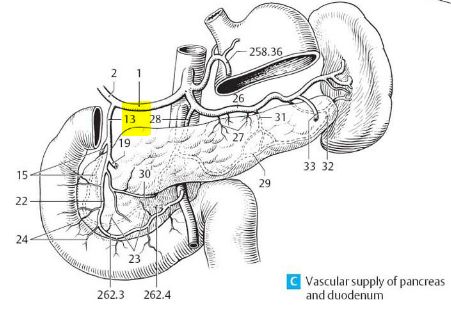 258.36
2 1
26
13 28 31
27
19
15 30 29 33 32
22
24
23
262.3 262.4
C Vascular supply of pancreas
and duodenum